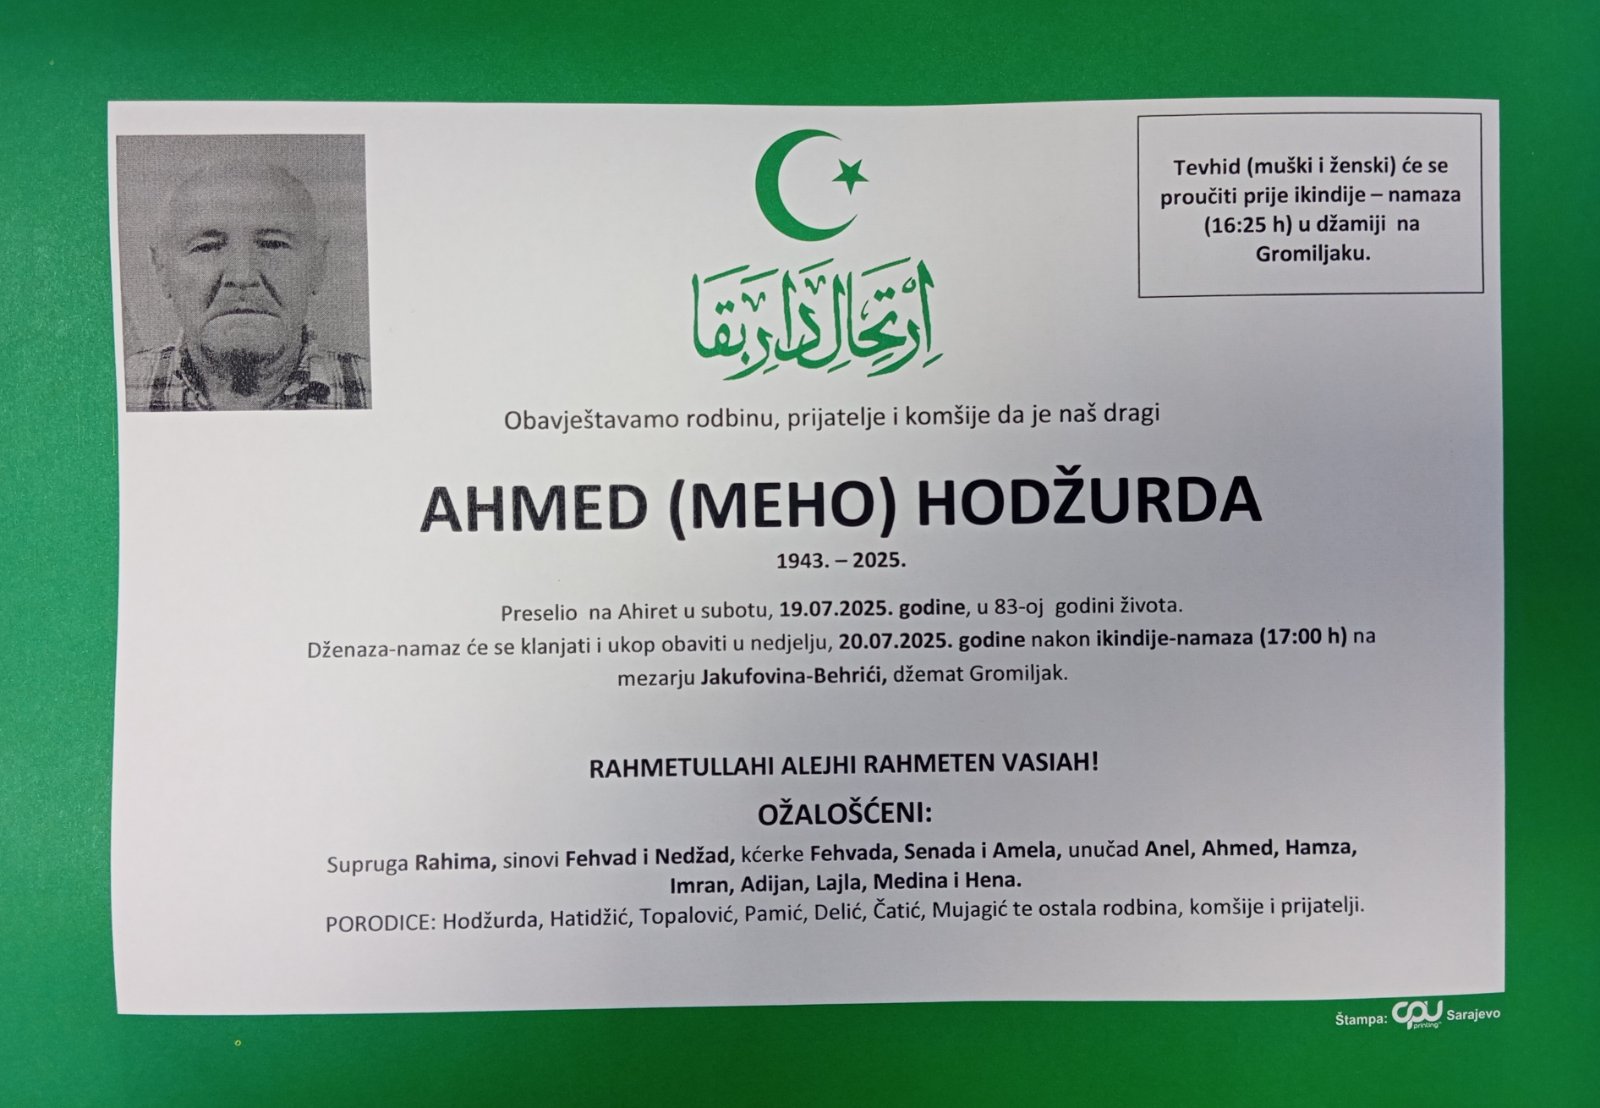 Tevhid (muški i ženski) će se
proučiti prije ikindije – namaza
(16:25 h) u džamiji na
Gromiljaku.
اِرْتِحَالِ دَارِ بَقَا
Obavještavamo rodbinu, prijatelje i komšije da je naš dragi
AHMED (MEHO) HODŽURDA
1943. – 2025.
Preselio na Ahiret u subotu, 19.07.2025. godine, u 83-oj godini života.
Dženaza-namaz će se klanjati i ukop obaviti u nedjelju, 20.07.2025. godine nakon ikindije-namaza (17:00 h) na
mezarju Jakufovina-Behrići, džemat Gromiljak.
RAHMETULLAHI ALEJHI RAHMETEN VASIAH!
OŽALOŠĆENI:
Supruga Rahima, sinovi Fehvad i Nedžad, kćerke Fehvada, Senada i Amela, unučad Anel, Ahmed, Hamza,
Imran, Adijan, Lajla, Medina i Hena.
PORODICE: Hodžurda, Hatidžić, Topalović, Pamić, Delić, Čatić, Mujagić te ostala rodbina, komšije i prijatelji.
Štampa: CPU printing Sarajevo